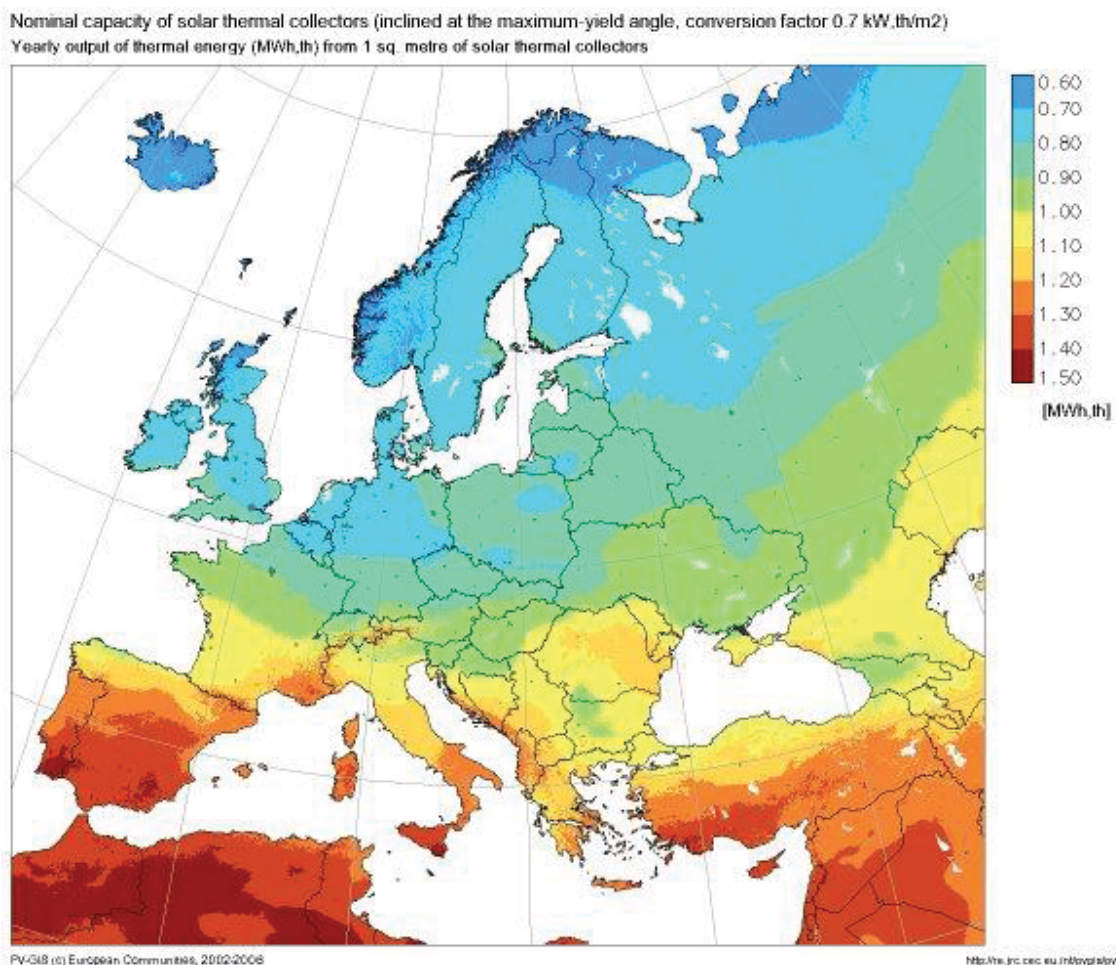 Nominal capacity of solar thermal collectors (inclined at the maximum-yield angle, conversion factor 0.7 kW,th/m2)
Yearly output of thermal energy (MWh,th) from 1 sq. metre of solar thermal collectors
0.60
0.70
0.80
0.90
1.00
1.10
1.20
1.30
1.40
1.50
[MWh,th]
PV-GIS (c) European Communities, 2002-2006